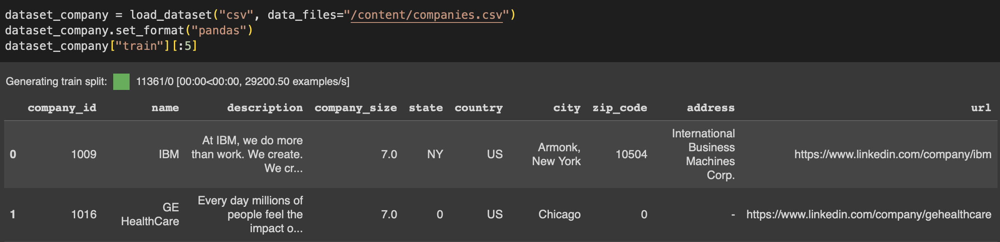 dataset_company = load_dataset("csv", data_files="/content/companies.csv")
dataset_company.set_format("pandas")
dataset_company["train"][:5]
Generating train split: 11361/0 [00:00<00:00, 29200.50 examples/s]
company_id name description company_size state country city zip_code address url
0 1009 IBM At IBM, we do more than work. We create. We cr... 7.0 NY US Armonk, New York 10504 International Business Machines Corp. https://www.linkedin.com/company/ibm
1 1016 GE HealthCare Every day millions of people feel the impact o... 7.0 0 US Chicago 0 - https://www.linkedin.com/company/gehealthcare